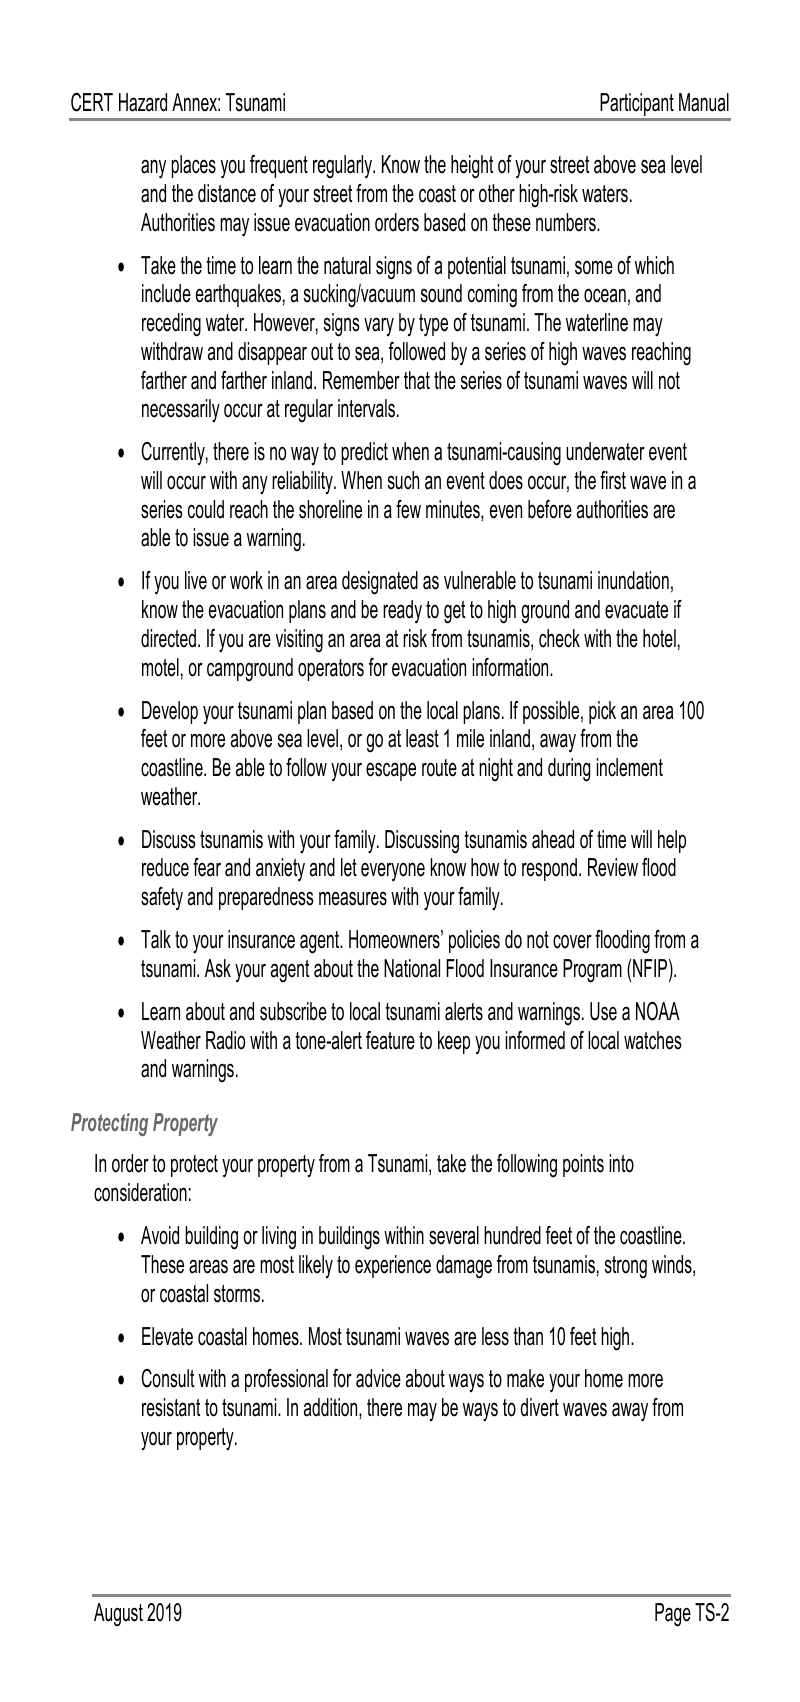 CERT Hazard Annex: Tsunami Participant Manual
any places you frequent regularly. Know the height of your street above sea level
and the distance of your street from the coast or other high-risk waters.
Authorities may issue evacuation orders based on these numbers.
• Take the time to learn the natural signs of a potential tsunami, some of which
include earthquakes, a sucking/vacuum sound coming from the ocean, and
receding water. However, signs vary by type of tsunami. The waterline may
withdraw and disappear out to sea, followed by a series of high waves reaching
farther and farther inland. Remember that the series of tsunami waves will not
necessarily occur at regular intervals.
• Currently, there is no way to predict when a tsunami-causing underwater event
will occur with any reliability. When such an event does occur, the first wave in a
series could reach the shoreline in a few minutes, even before authorities are
able to issue a warning.
• If you live or work in an area designated as vulnerable to tsunami inundation,
know the evacuation plans and be ready to get to high ground and evacuate if
directed. If you are visiting an area at risk from tsunamis, check with the hotel,
motel, or campground operators for evacuation information.
• Develop your tsunami plan based on the local plans. If possible, pick an area 100
feet or more above sea level, or go at least 1 mile inland, away from the
coastline. Be able to follow your escape route at night and during inclement
weather.
• Discuss tsunamis with your family. Discussing tsunamis ahead of time will help
reduce fear and anxiety and let everyone know how to respond. Review flood
safety and preparedness measures with your family.
• Talk to your insurance agent. Homeowners’ policies do not cover flooding from a
tsunami. Ask your agent about the National Flood Insurance Program (NFIP).
• Learn about and subscribe to local tsunami alerts and warnings. Use a NOAA
Weather Radio with a tone-alert feature to keep you informed of local watches
and warnings.
Protecting Property
In order to protect your property from a Tsunami, take the following points into
consideration:
• Avoid building or living in buildings within several hundred feet of the coastline.
These areas are most likely to experience damage from tsunamis, strong winds,
or coastal storms.
• Elevate coastal homes. Most tsunami waves are less than 10 feet high.
• Consult with a professional for advice about ways to make your home more
resistant to tsunami. In addition, there may be ways to divert waves away from
your property.
August 2019 Page TS-2